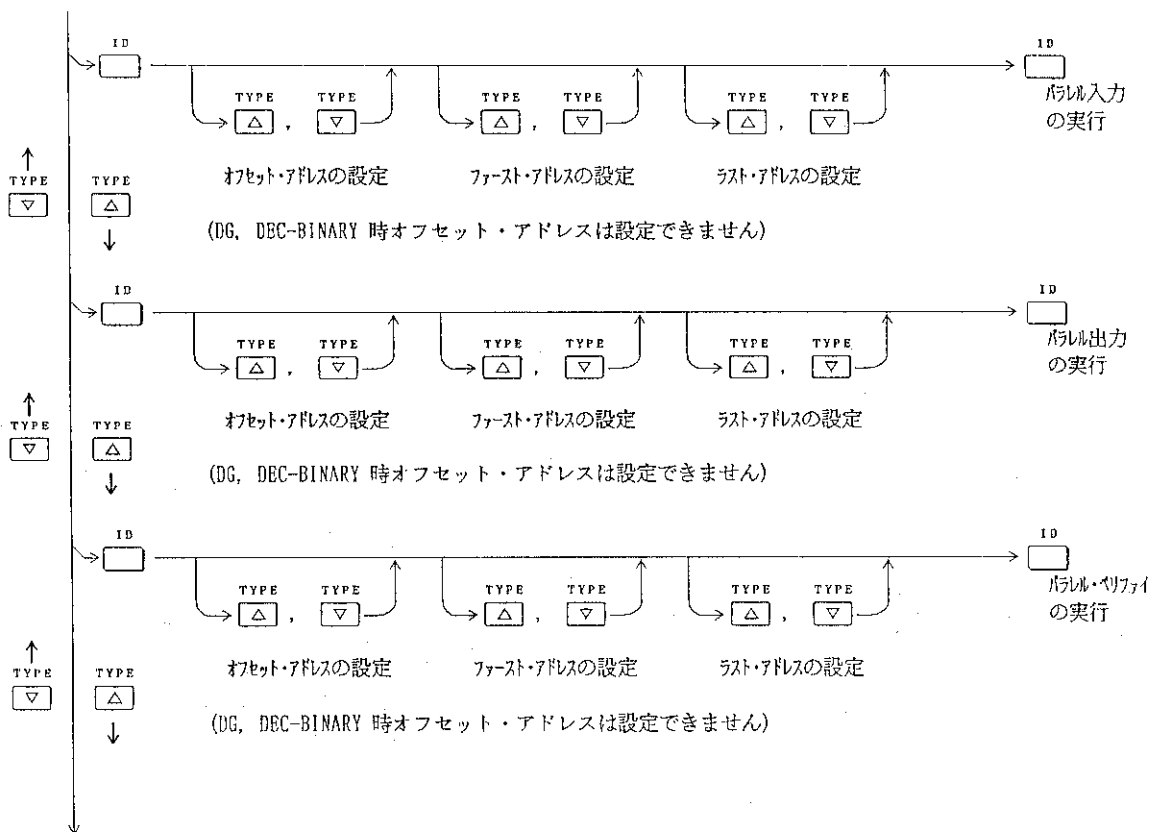 ID ID
TYPE TYPE TYPE TYPE TYPE TYPE
△ , ▽ △ , ▽ △ , ▽
パラレル入力
の実行
オフセット・アドレスの設定 ファースト・アドレスの設定 ラスト・アドレスの設定
↑
TYPE TYPE
▽ △
↓
(DG, DEC-BINARY 時オフセット・アドレスは設定できません)
ID ID
TYPE TYPE TYPE TYPE TYPE TYPE
△ , ▽ △ , ▽ △ , ▽
パラレル出力
の実行
オフセット・アドレスの設定 ファースト・アドレスの設定 ラスト・アドレスの設定
↑
TYPE TYPE
▽ △
↓
(DG, DEC-BINARY 時オフセット・アドレスは設定できません)
ID ID
TYPE TYPE TYPE TYPE TYPE TYPE
△ , ▽ △ , ▽ △ , ▽
パラレル・ベリファイ
の実行
オフセット・アドレスの設定 ファースト・アドレスの設定 ラスト・アドレスの設定
↑
TYPE TYPE
▽ △
↓
(DG, DEC-BINARY 時オフセット・アドレスは設定できません)